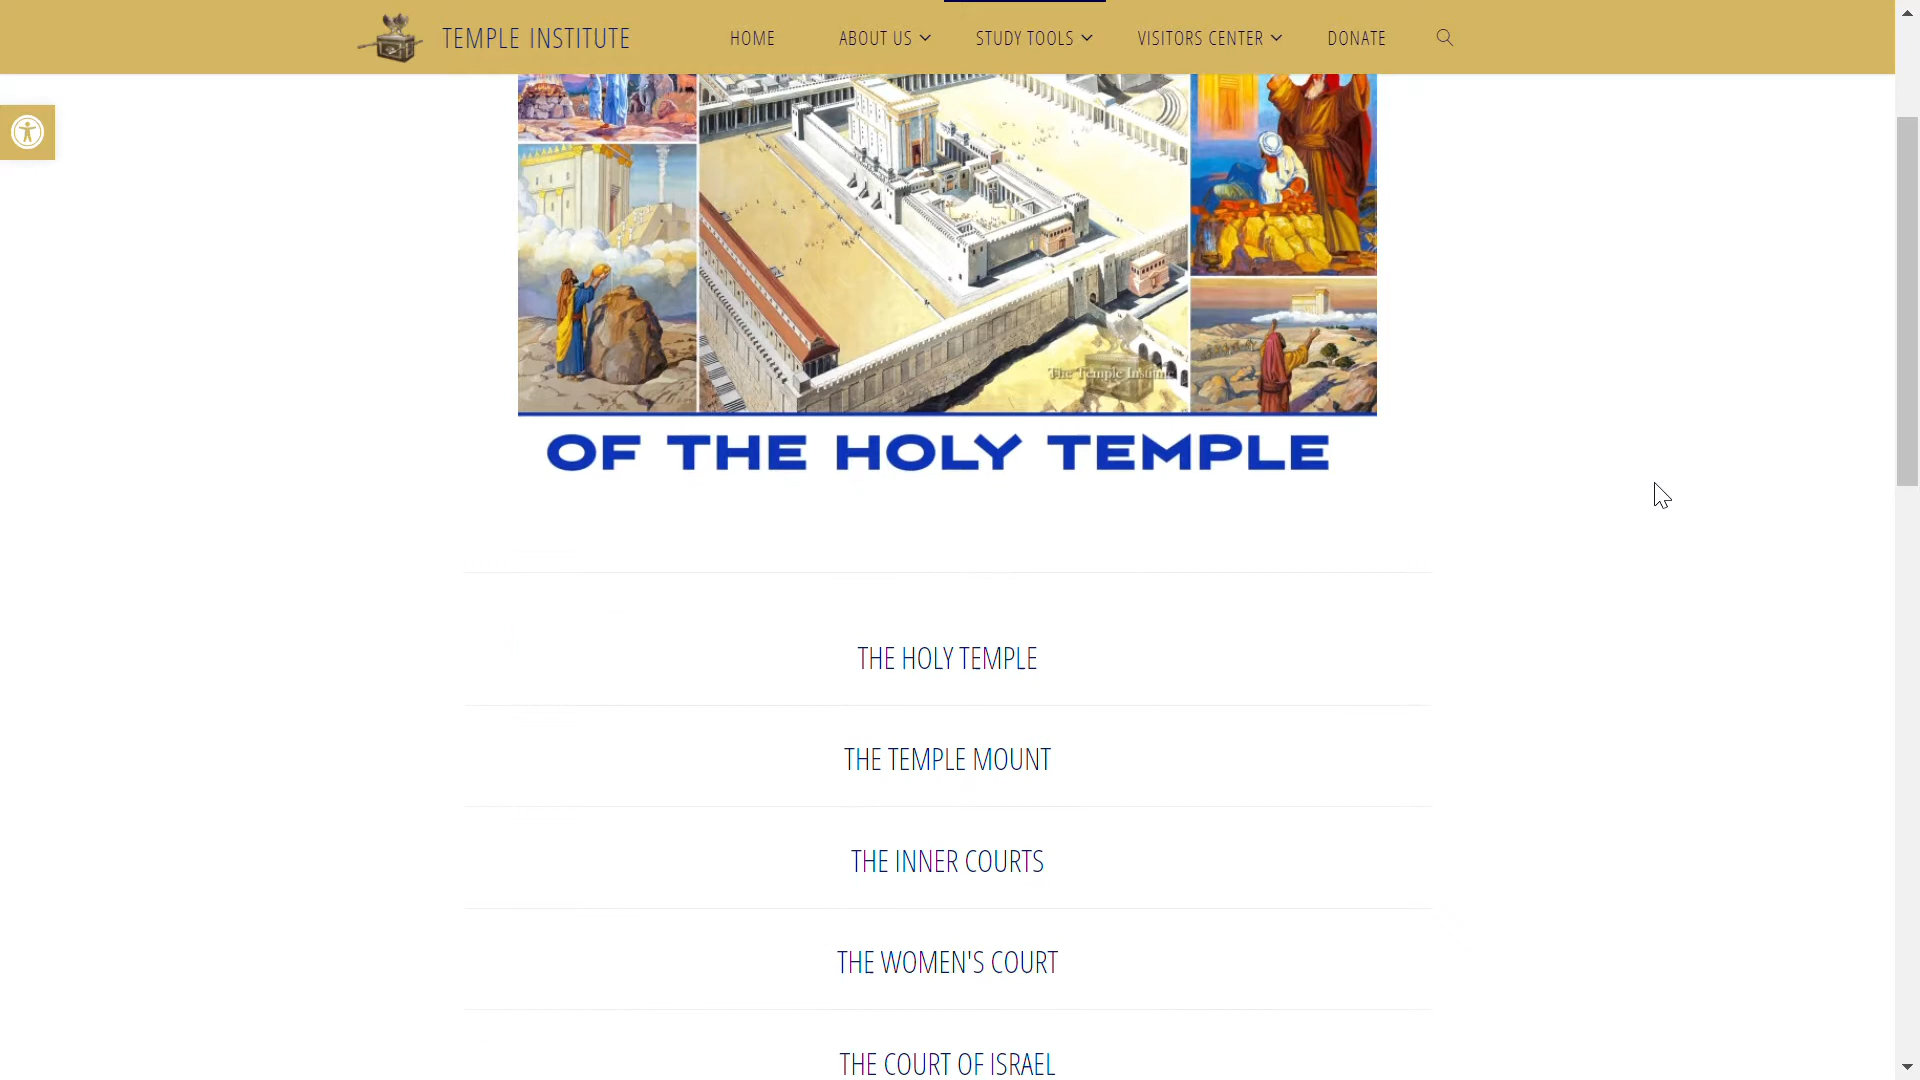 TEMPLE INSTITUTE
HOME
ABOUT US
STUDY TOOLS
VISITORS CENTER
DONATE
The Temple Institute
OF THE HOLY TEMPLE
THE HOLY TEMPLE
THE TEMPLE MOUNT
THE INNER COURTS
THE WOMEN'S COURT
THE COURT OF ISRAEL